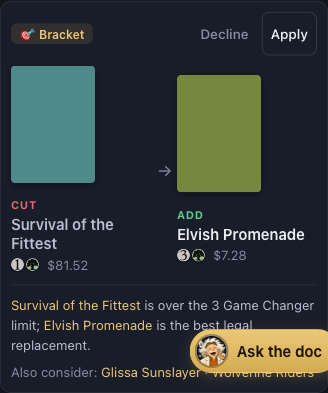 🎯 Bracket
Decline
Apply
→
CUT
Survival of the
Fittest
1 $81.52
ADD
Elvish Promenade
3 $7.28
Survival of the Fittest is over the 3 Game Changer
limit; Elvish Promenade is the best legal
replacement.
Ask the doc
Also consider: Glissa Sunslayer · Wolverine Riders